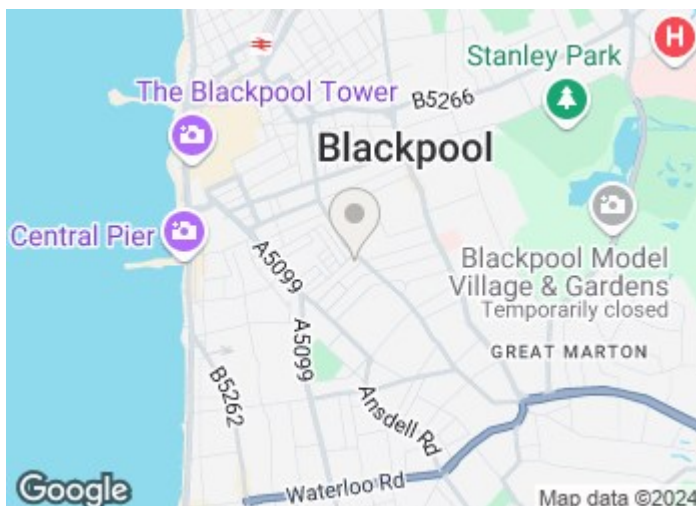 H
Stanley Park
The Blackpool Tower
B5266
Blackpool
Central Pier
A5099
Blackpool Model
Village & Gardens
Temporarily closed
A5099
GREAT MARTON
B5262
Ansdell Rd
Waterloo Rd
Google
Map data ©2024